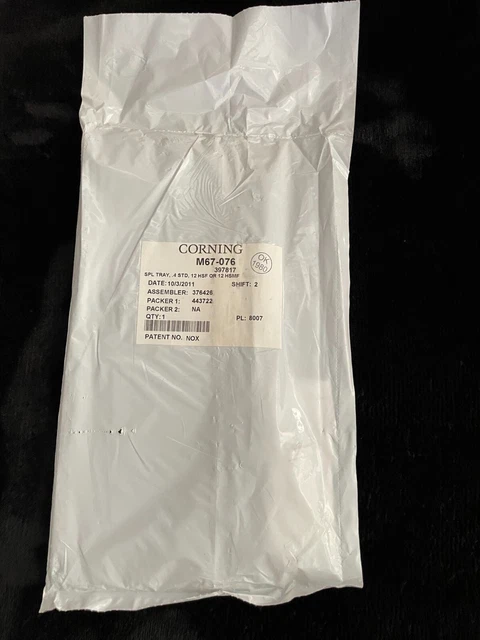 CORNING
M67-076
397817
OK
1980
SPL TRAY, .4 STD, 12 HSF OR 12 HSMF
DATE: 10/3/2011 SHIFT: 2
ASSEMBLER: 376426
PACKER 1: 443722
PACKER 2: NA
QTY: 1 PL: 8007
PATENT NO. NOX